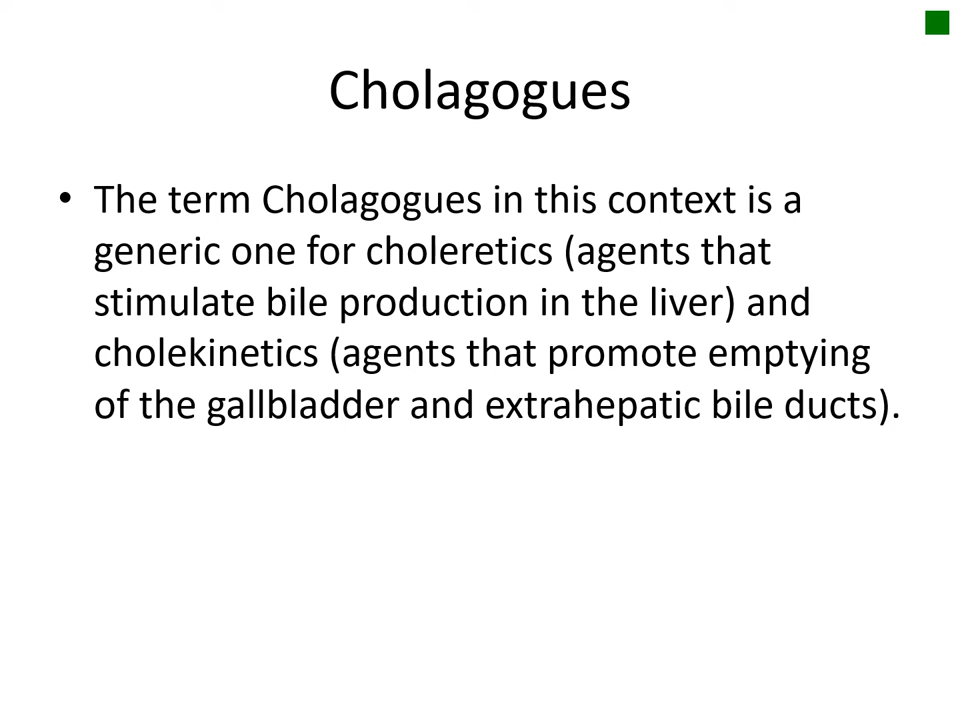 Cholagogues
• The term Cholagogues in this context is a
generic one for choleretics (agents that
stimulate bile production in the liver) and
cholekinetics (agents that promote emptying
of the gallbladder and extrahepatic bile ducts).